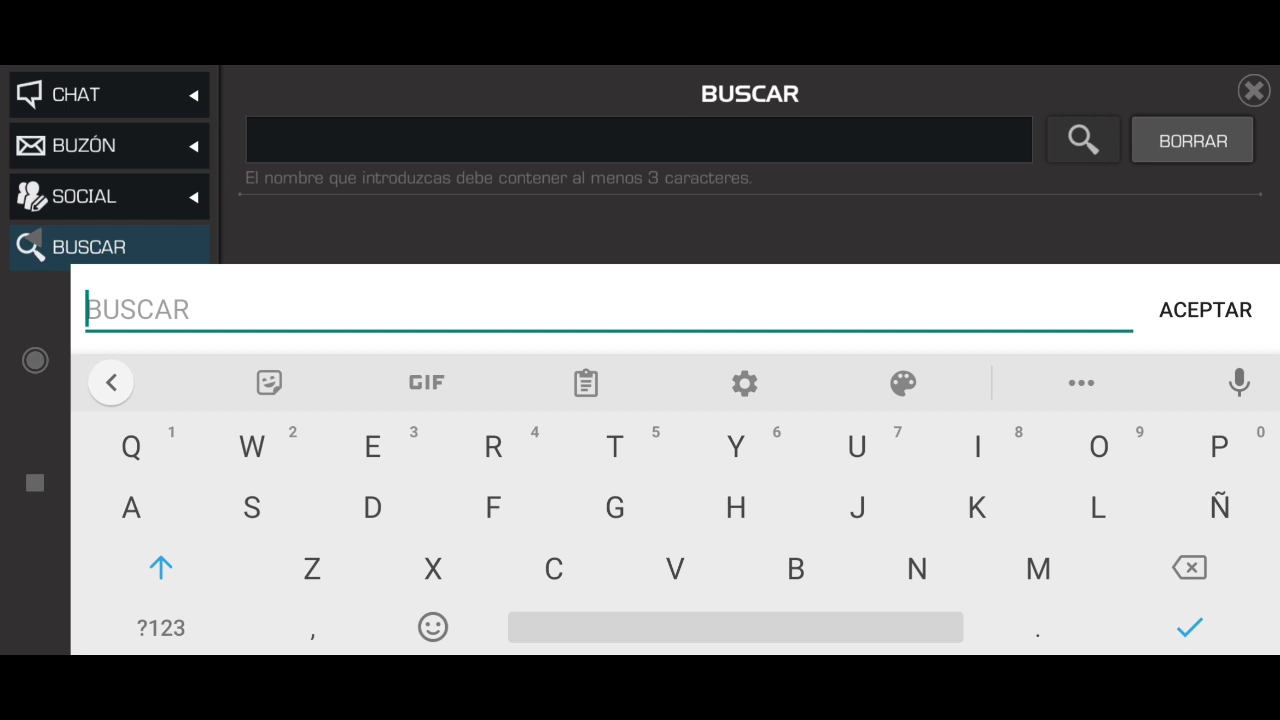 CHAT
BUZÓN
SOCIAL
BUSCAR
BUSCAR
BORRAR
El nombre que introduzcas debe contener al menos 3 caracteres.
BUSCAR
ACEPTAR
GIF
Q 1 W 2 E 3 R 4 T 5 Y 6 U 7 I 8 O 9 P 0
A S D F G H J K L Ñ
Z X C V B N M
?123 , .